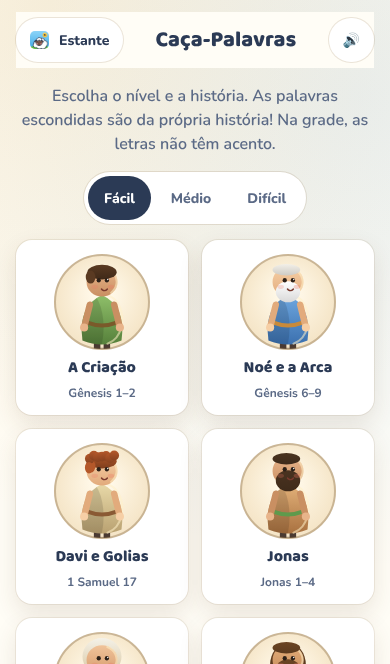 Estante
Caça-Palavras
Escolha o nível e a história. As palavras
escondidas são da própria história! Na grade, as
letras não têm acento.
Fácil
Médio
Difícil
A Criação
Gênesis 1–2
Noé e a Arca
Gênesis 6–9
Davi e Golias
1 Samuel 17
Jonas
Jonas 1–4